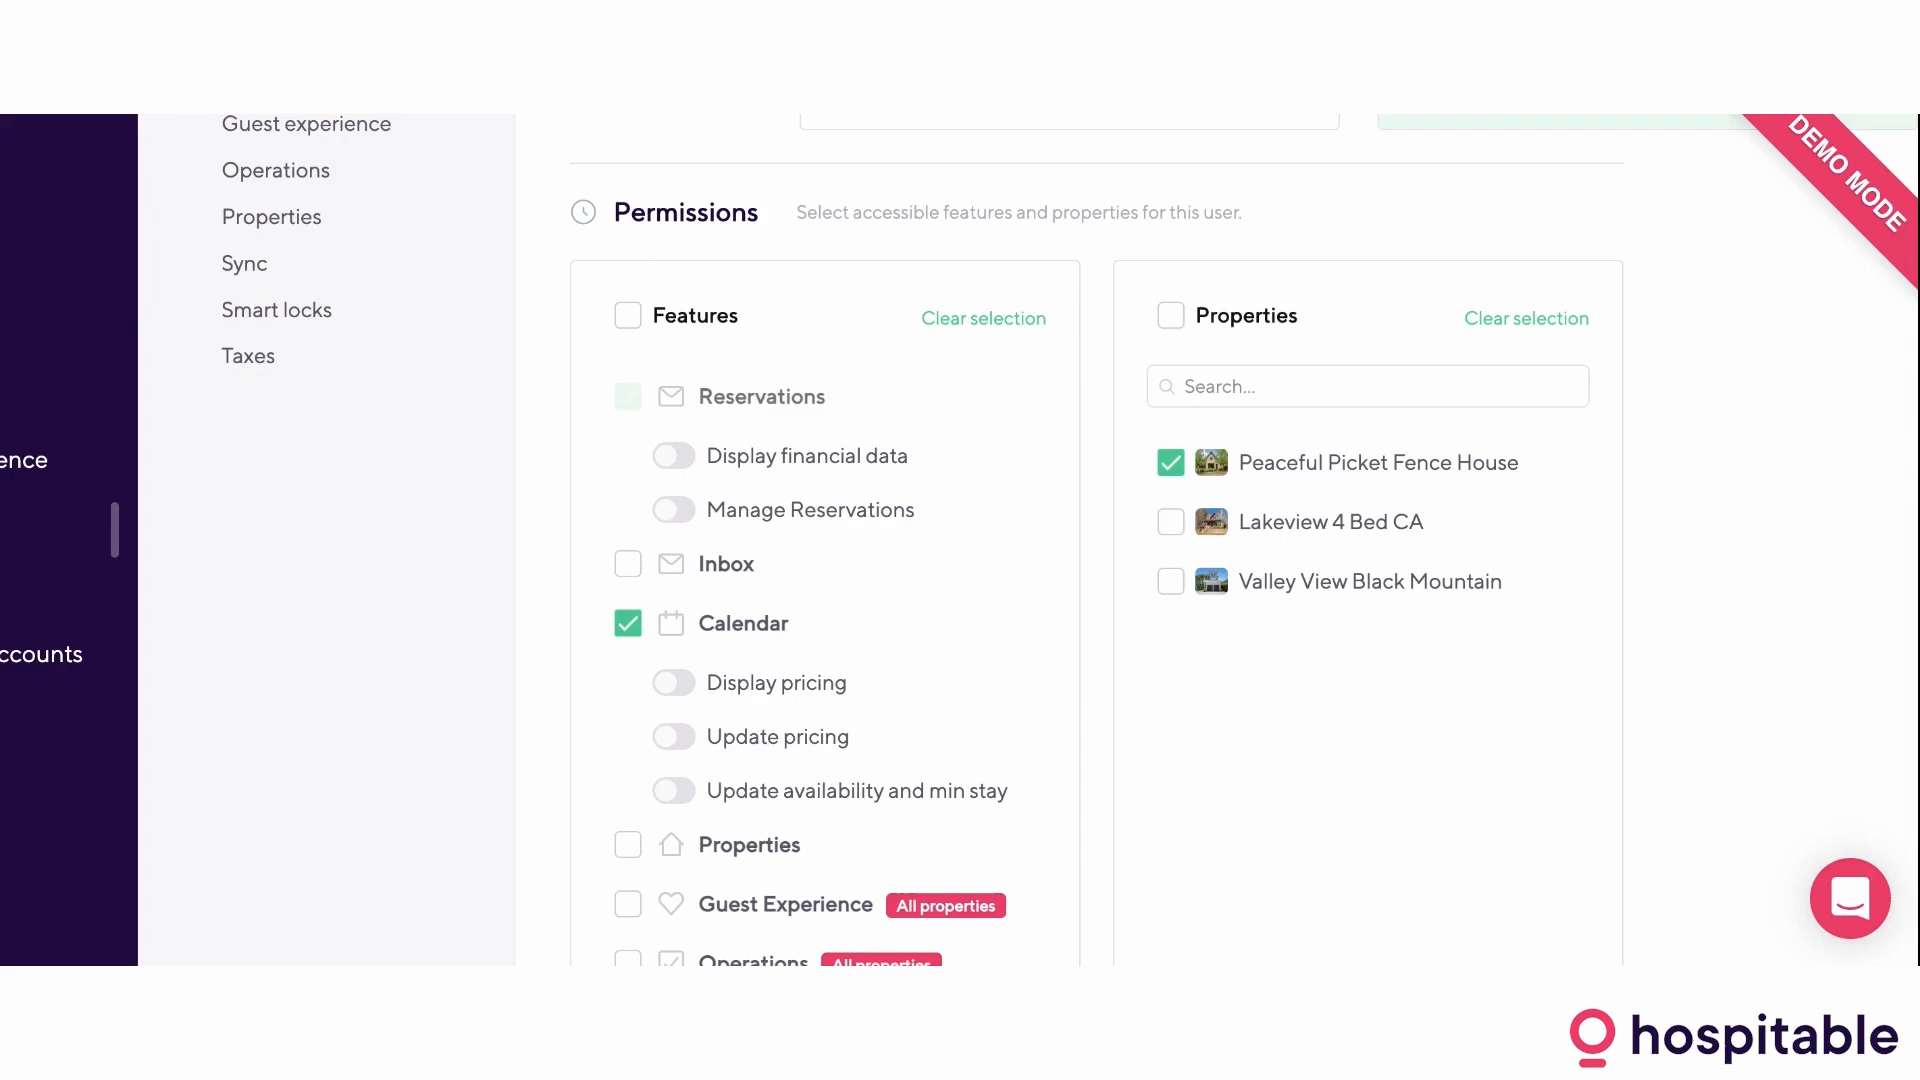 Guest experience
Operations
Properties
Sync
Smart locks
Taxes
ence
ccounts
DEMO MODE
Permissions
Select accessible features and properties for this user.
Features
Clear selection
Reservations
Display financial data
Manage Reservations
Inbox
Calendar
Display pricing
Update pricing
Update availability and min stay
Properties
Guest Experience All properties
Operations All properties
Properties
Clear selection
Search...
Peaceful Picket Fence House
Lakeview 4 Bed CA
Valley View Black Mountain
hospitable